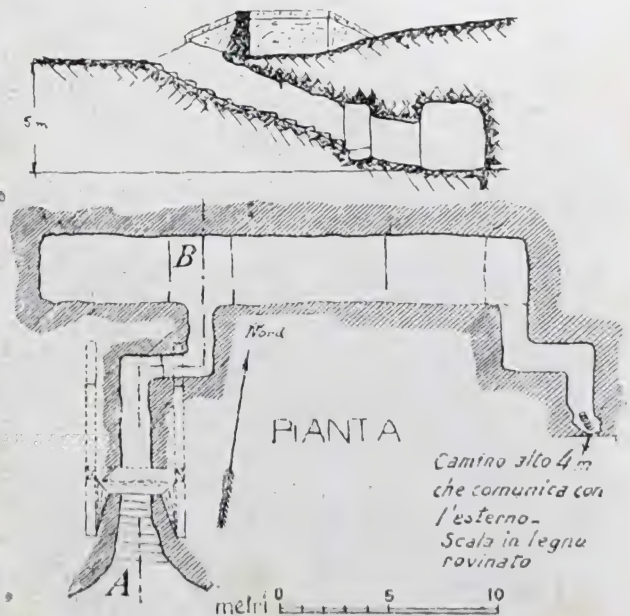 5 m
B
Nord
PIANTA
Camino alto 4 m
che comunica con
l'esterno-
Scala in legno
rovinato
A
metri 0 5 10